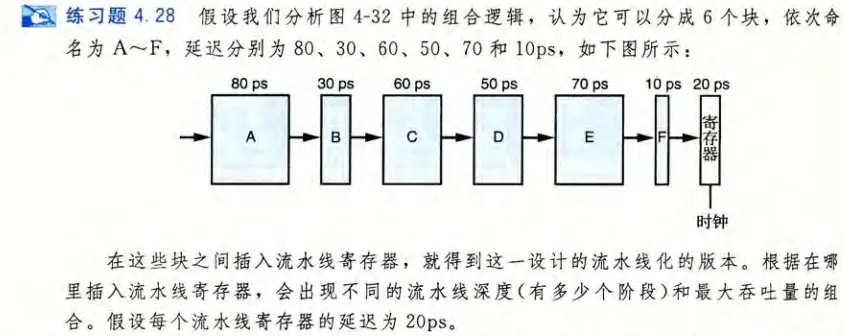 练习题 4.28 假设我们分析图 4-32 中的组合逻辑,认为它可以分成 6 个块,依次命
名为 A～F,延迟分别为 80、30、60、50、70 和 10ps,如下图所示:
80 ps 30 ps 60 ps 50 ps 70 ps 10 ps 20 ps
A B C D E F 寄存器
时钟
在这些块之间插入流水线寄存器,就得到这一设计的流水线化的版本。根据在哪
里插入流水线寄存器,会出现不同的流水线深度(有多少个阶段)和最大吞吐量的组
合。假设每个流水线寄存器的延迟为 20ps。